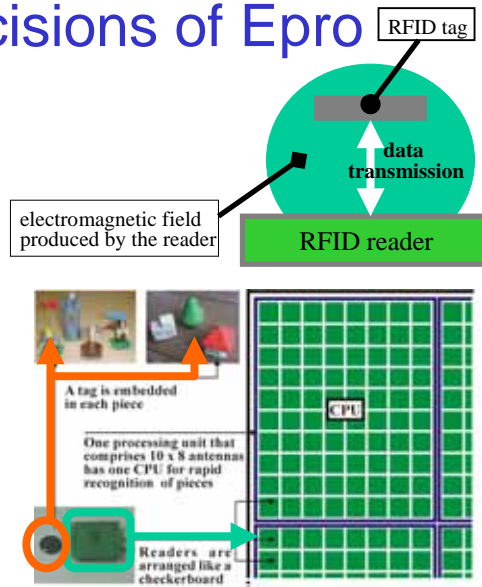 cisions of Epro
RFID tag
data
transmission
electromagnetic field
produced by the reader
RFID reader
A tag is embedded
in each piece
CPU
One processing unit that
comprises 10 x 8 antennas
has one CPU for rapid
recognition of pieces
Readers are
arranged like a
checkerboard